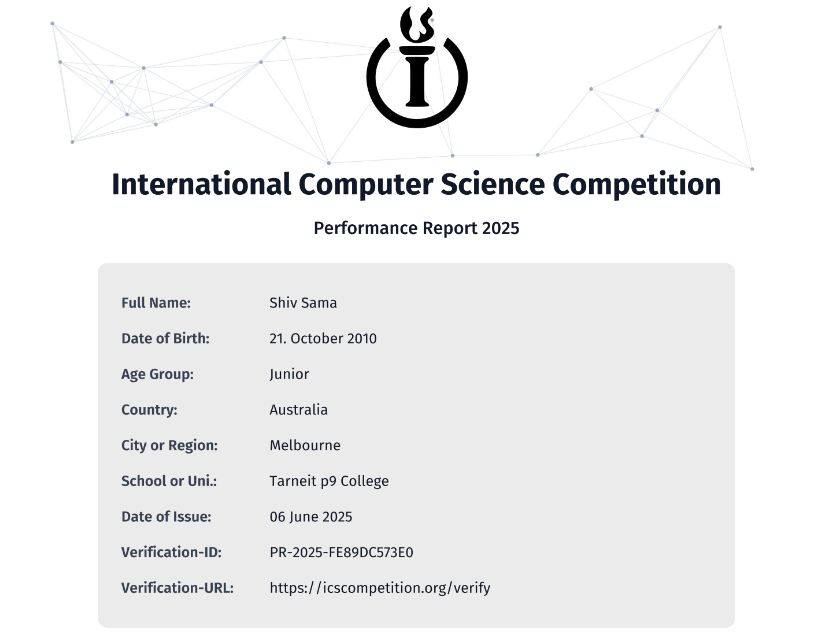 International Computer Science Competition
Performance Report 2025
Full Name: Shiv Sama
Date of Birth: 21. October 2010
Age Group: Junior
Country: Australia
City or Region: Melbourne
School or Uni.: Tarneit p9 College
Date of Issue: 06 June 2025
Verification-ID: PR-2025-FE89DC573E0
Verification-URL: https://icscompetition.org/verify